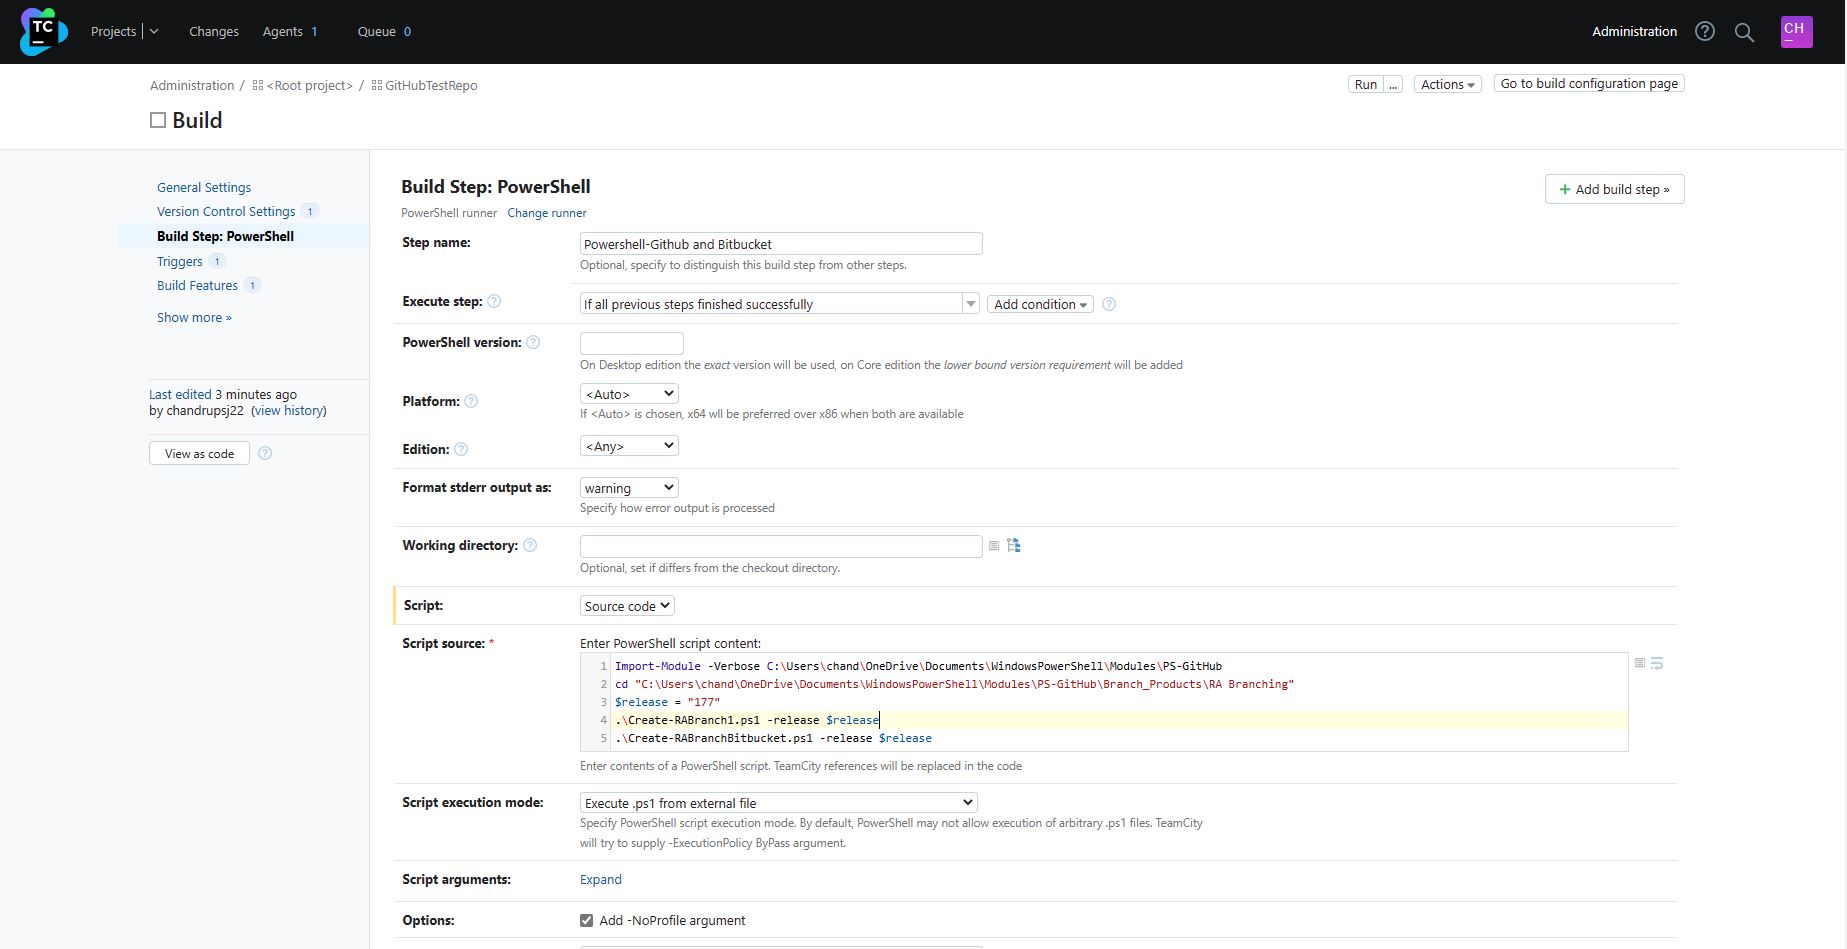 TC
Projects
Changes
Agents 1
Queue 0
Administration
CH
Administration / <Root project> / GitHubTestRepo
Run ...
Actions
Go to build configuration page
Build
General Settings
Version Control Settings 1
Build Step: PowerShell
Triggers 1
Build Features 1
Show more »
Last edited 3 minutes ago
by chandrupsj22 (view history)
View as code
Build Step: PowerShell
+ Add build step »
PowerShell runner Change runner
Step name:
Powershell-Github and Bitbucket
Optional, specify to distinguish this build step from other steps.
Execute step:
If all previous steps finished successfully
Add condition
PowerShell version:
On Desktop edition the exact version will be used, on Core edition the lower bound version requirement will be added
Platform:
<Auto>
If <Auto> is chosen, x64 wll be preferred over x86 when both are available
Edition:
<Any>
Format stderr output as:
warning
Specify how error output is processed
Working directory:
Optional, set if differs from the checkout directory.
Script:
Source code
Script source: *
Enter PowerShell script content:
1 Import-Module -Verbose C:\Users\chand\OneDrive\Documents\WindowsPowerShell\Modules\PS-GitHub
2 cd "C:\Users\chand\OneDrive\Documents\WindowsPowerShell\Modules\PS-GitHub\Branch_Products\RA Branching"
3 $release = "177"
4 .\Create-RABranch1.ps1 -release $release
5 .\Create-RABranchBitbucket.ps1 -release $release
Enter contents of a PowerShell script. TeamCity references will be replaced in the code
Script execution mode:
Execute .ps1 from external file
Specify PowerShell script execution mode. By default, PowerShell may not allow execution of arbitrary .ps1 files. TeamCity
will try to supply -ExecutionPolicy ByPass argument.
Script arguments:
Expand
Options:
Add -NoProfile argument